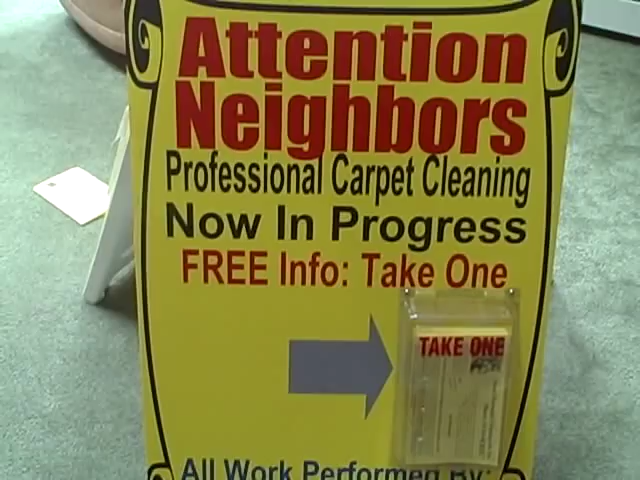 Attention
Neighbors
Professional Carpet Cleaning
Now In Progress
FREE Info: Take One
TAKE ONE
All Work Performed By: